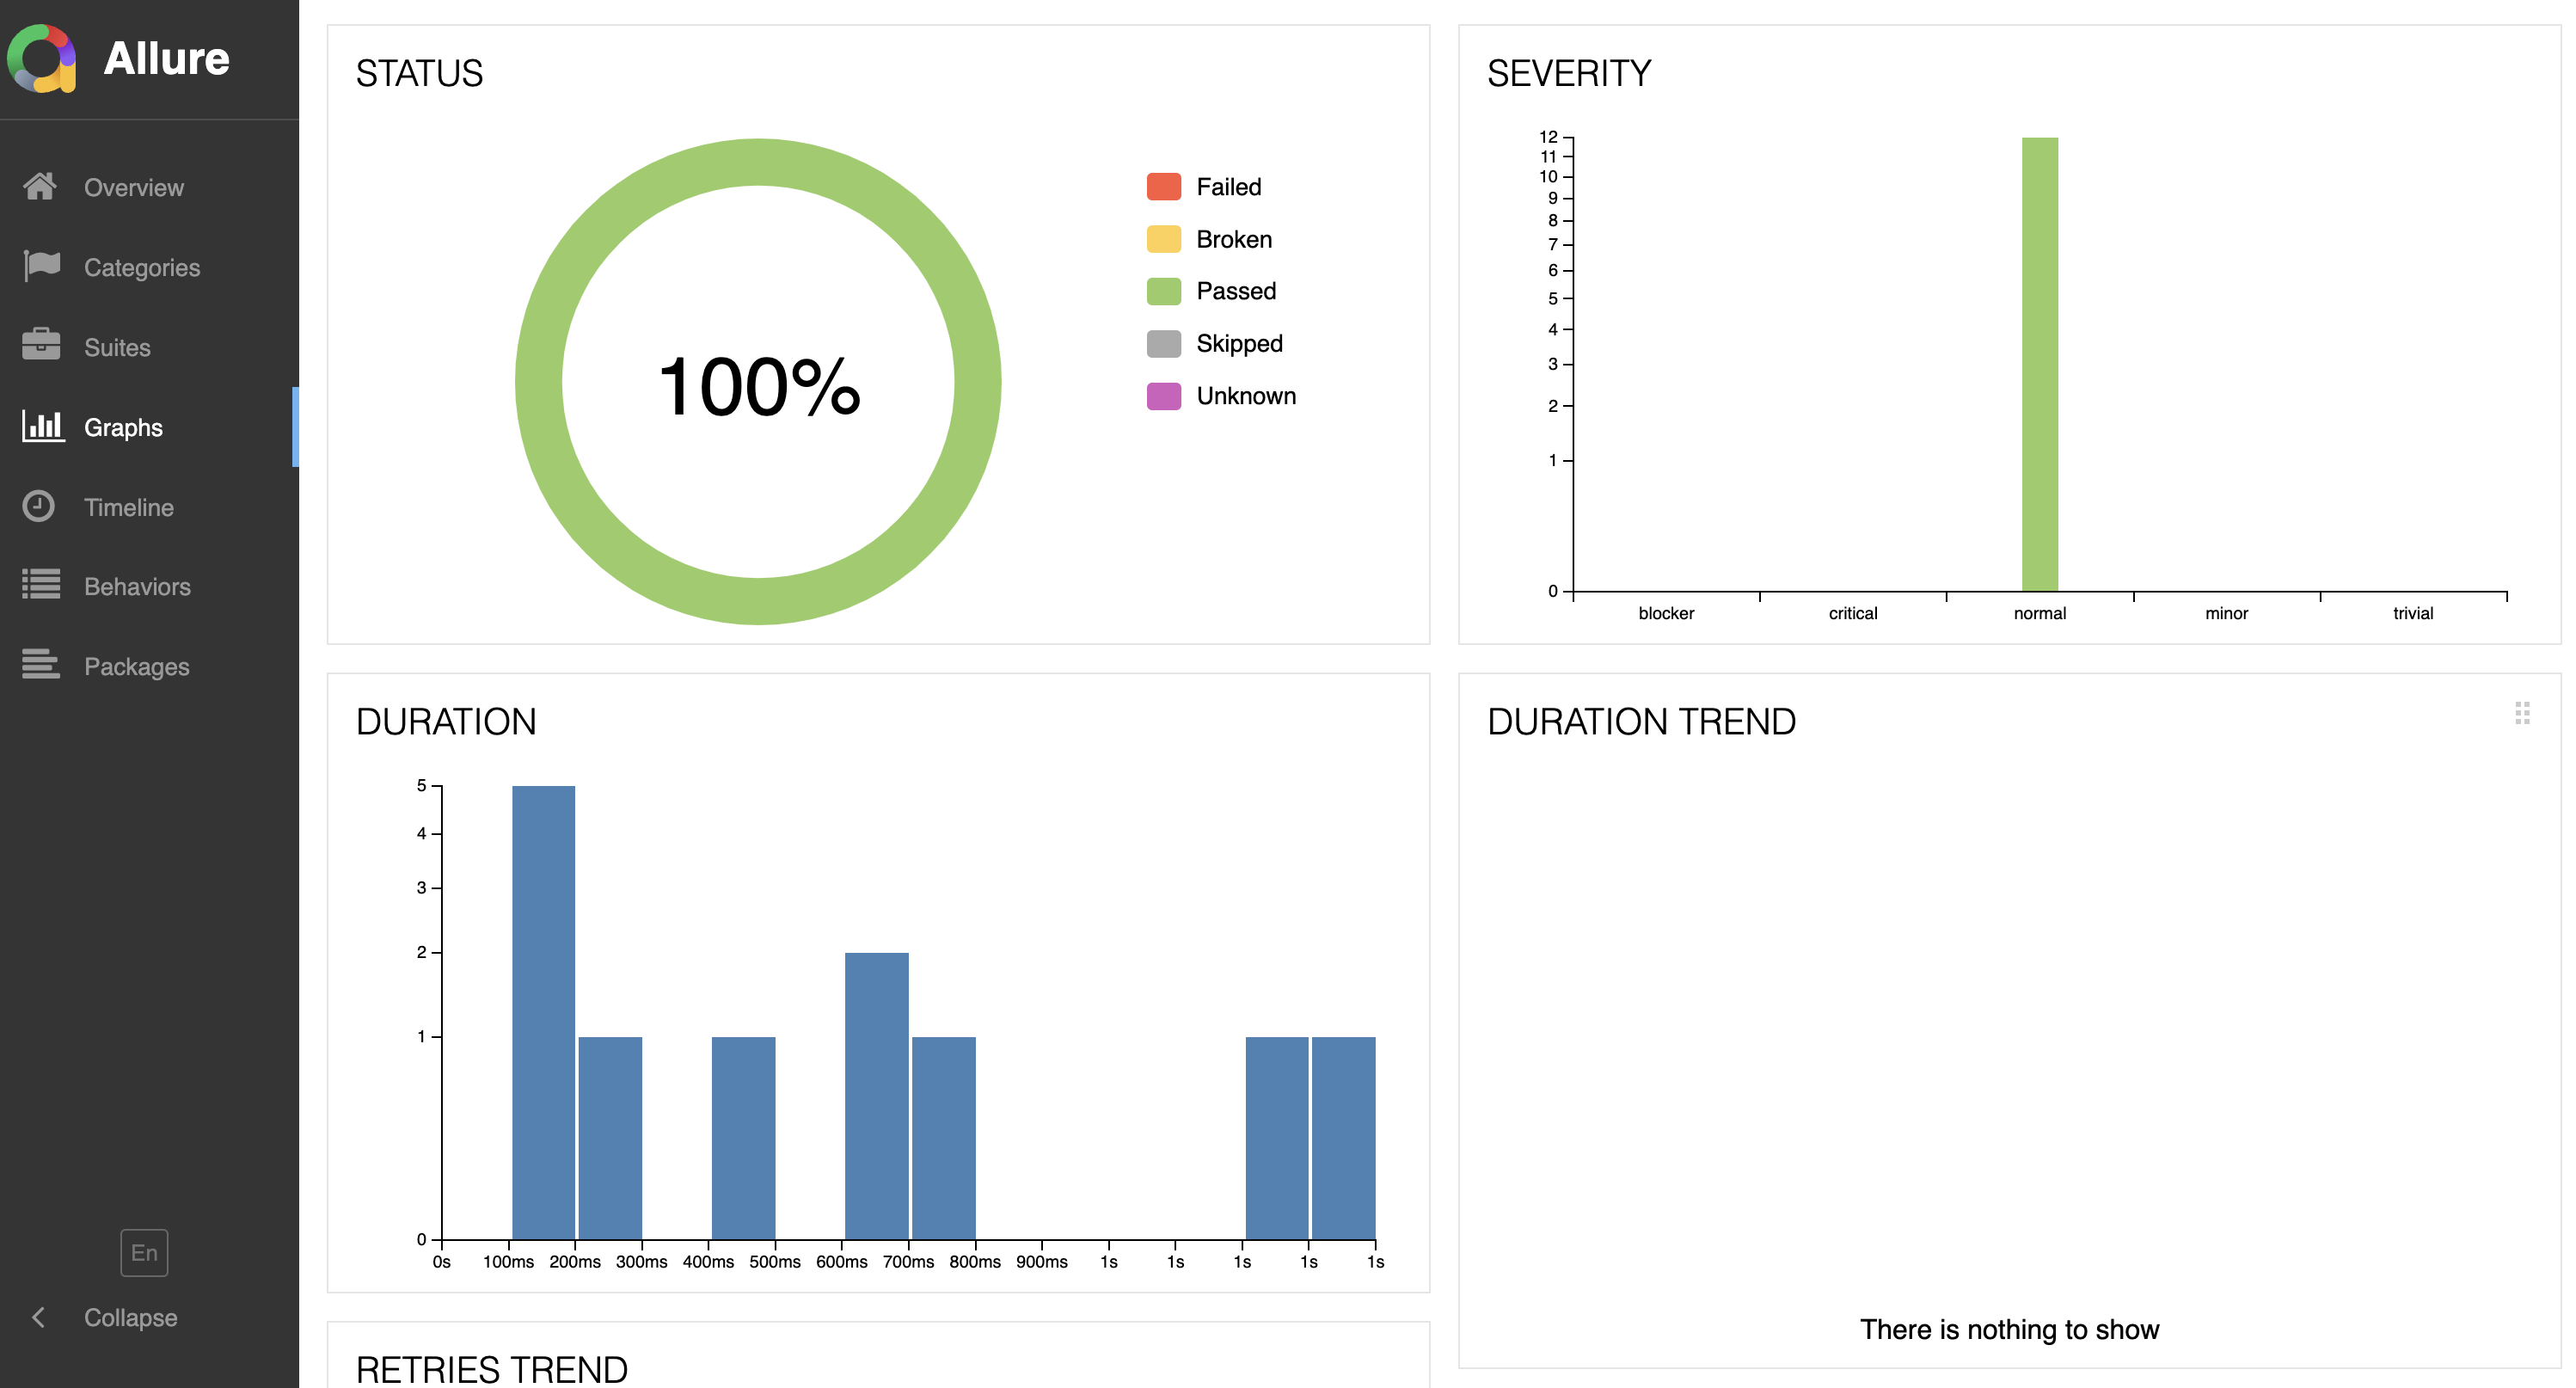 Allure
Overview
Categories
Suites
Graphs
Timeline
Behaviors
Packages
En
Collapse
STATUS
100%
Failed
Broken
Passed
Skipped
Unknown
SEVERITY
12
11
10
9
8
7
6
5
4
3
2
1
0
blocker critical normal minor trivial
DURATION
5
4
3
2
1
0
0s 100ms 200ms 300ms 400ms 500ms 600ms 700ms 800ms 900ms 1s 1s 1s 1s 1s
DURATION TREND
There is nothing to show
RETRIES TREND